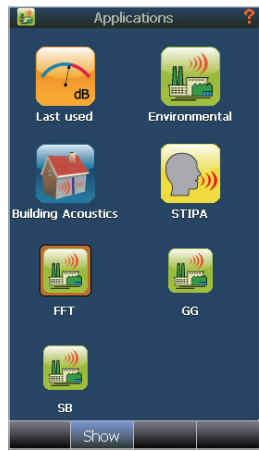 Applications ?
dB
Last used Environmental
Building Acoustics STIPA
FFT GG
SB
Show